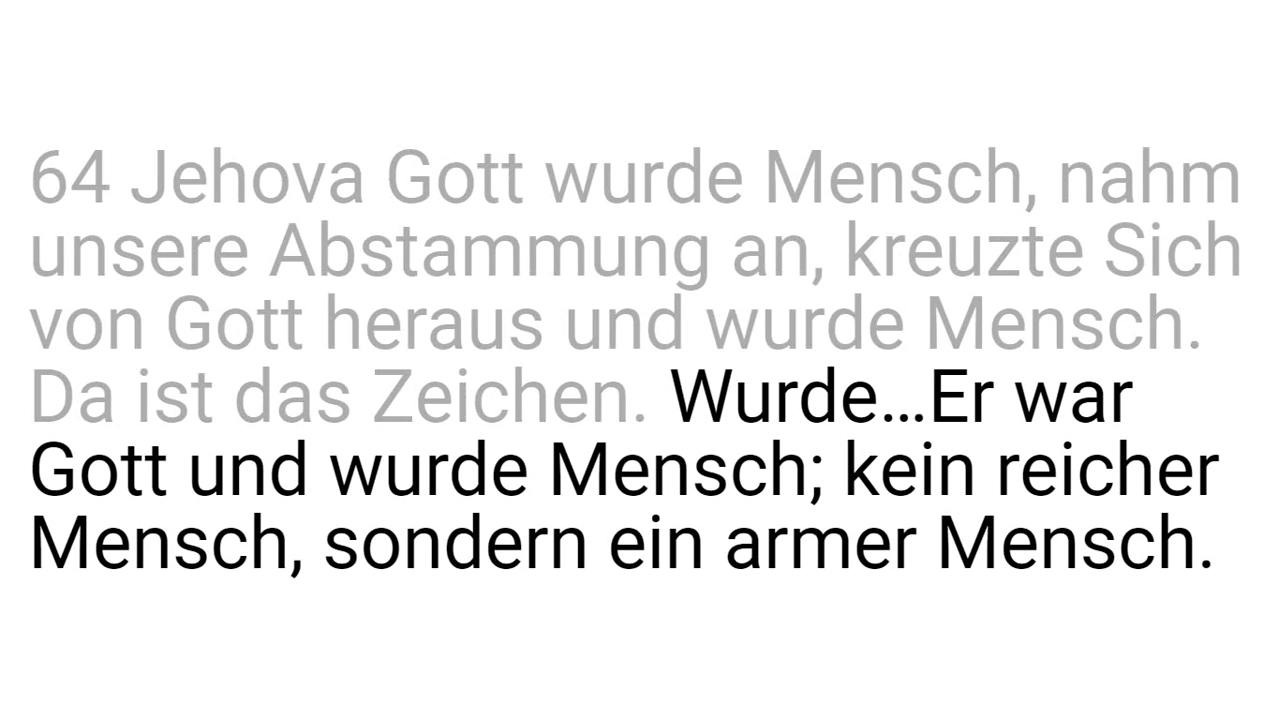 64 Jehova Gott wurde Mensch, nahm
unsere Abstammung an, kreuzte Sich
von Gott heraus und wurde Mensch.
Da ist das Zeichen. Wurde…Er war
Gott und wurde Mensch; kein reicher
Mensch, sondern ein armer Mensch.